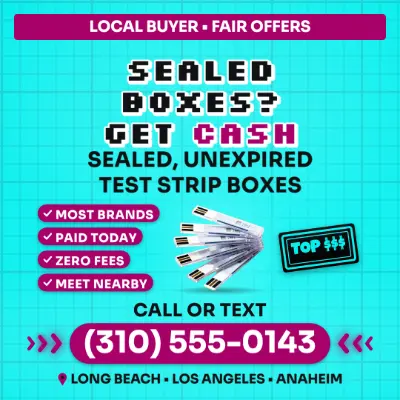 LOCAL BUYER ▪ FAIR OFFERS
SEALED
BOXES?
GET CASH
SEALED, UNEXPIRED
TEST STRIP BOXES
MOST BRANDS
PAID TODAY
ZERO FEES
MEET NEARBY
TOP $$$
CALL OR TEXT
(310) 555-0143
LONG BEACH ▪ LOS ANGELES ▪ ANAHEIM